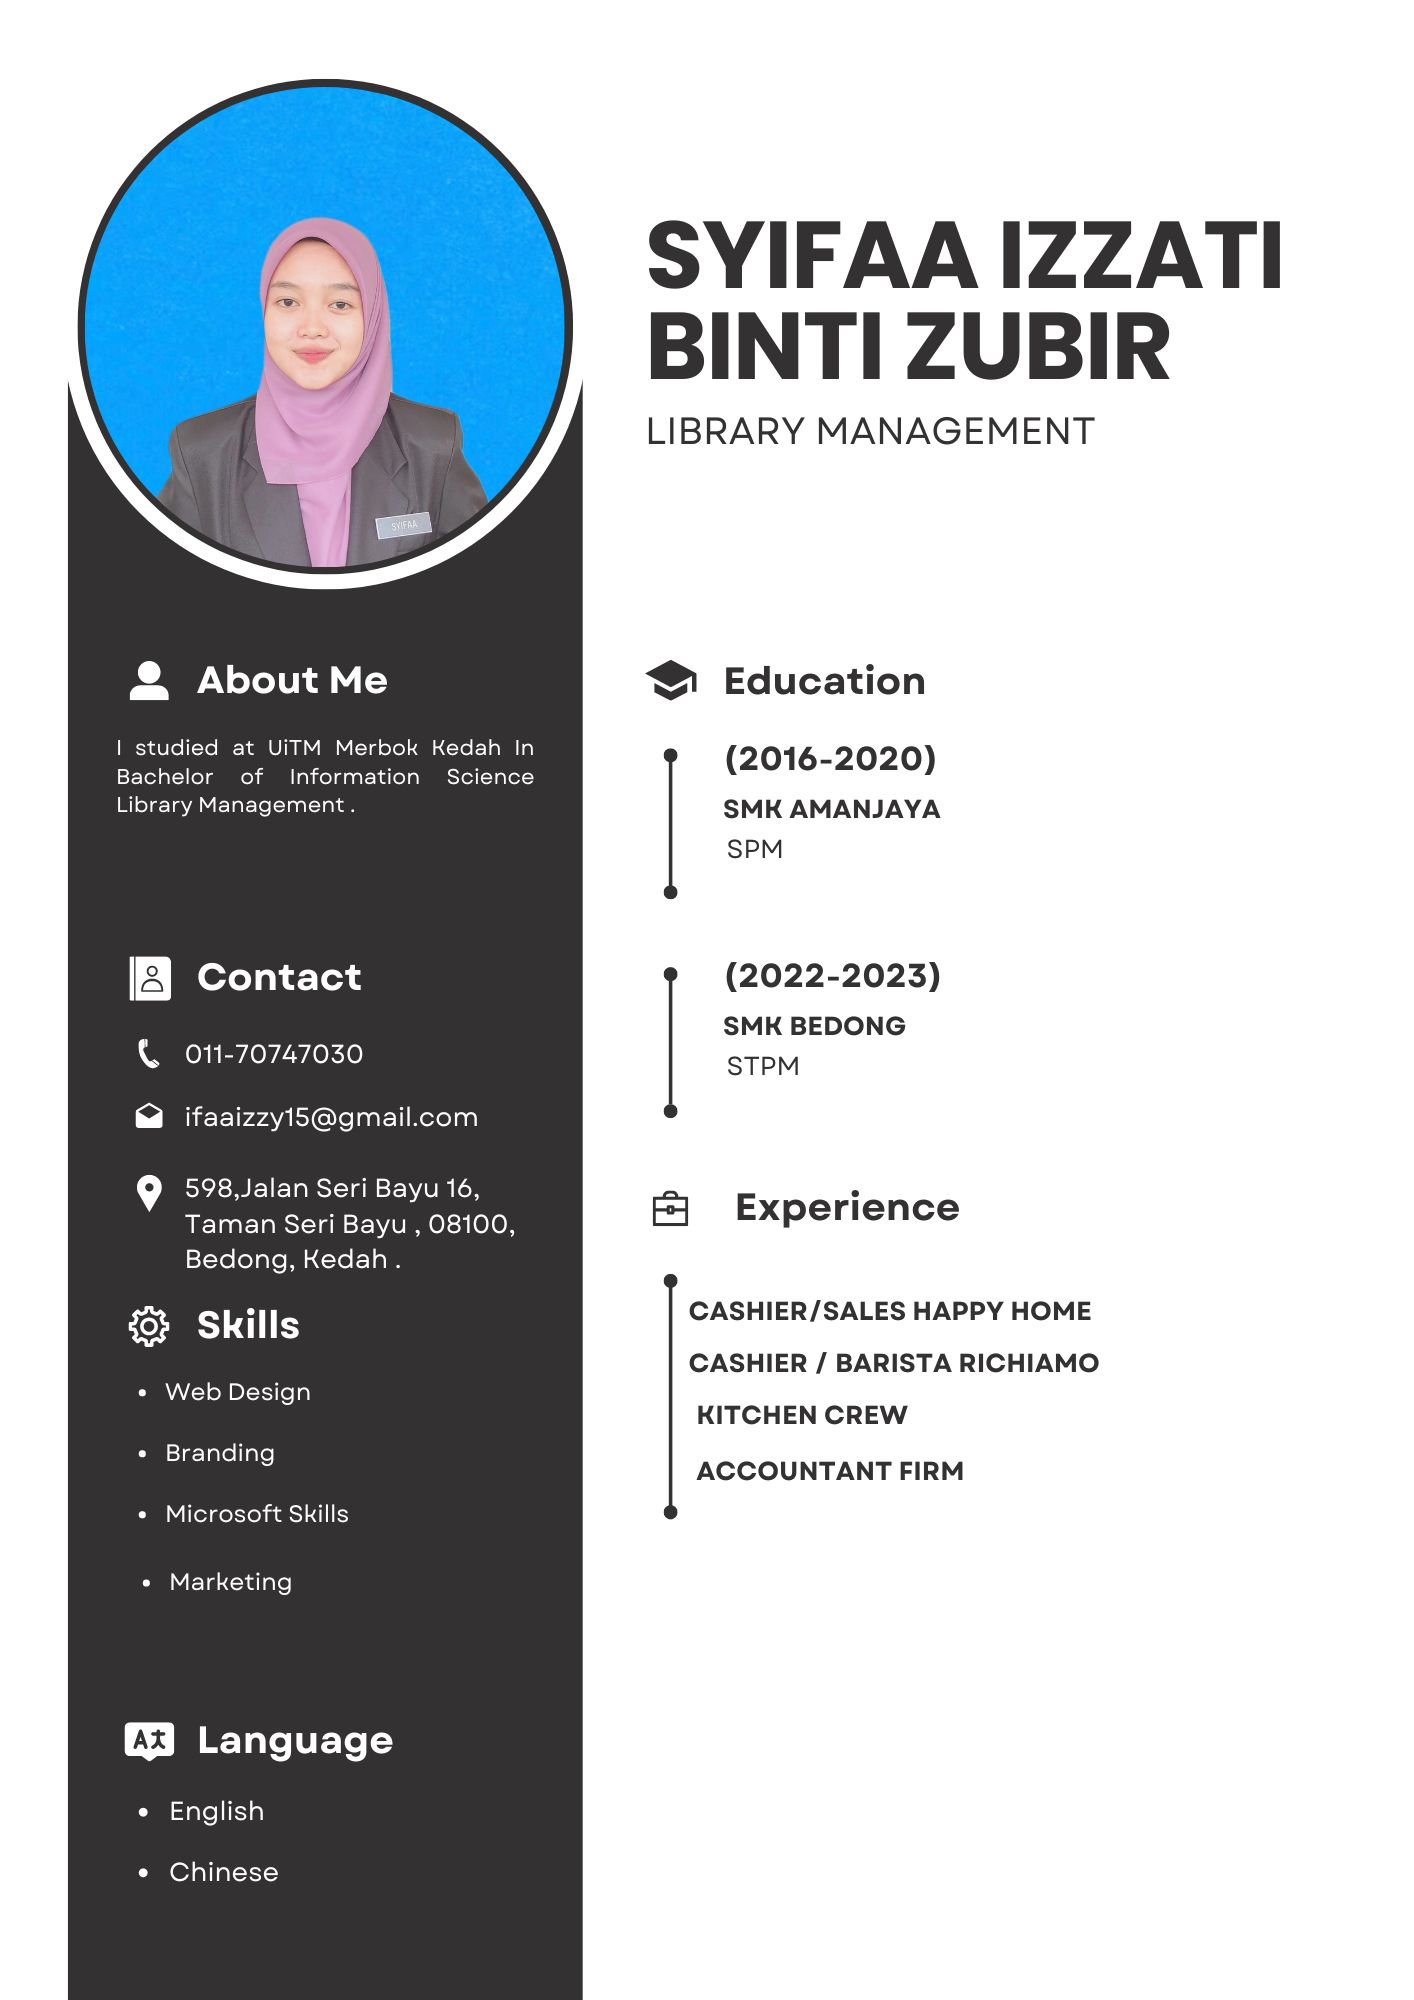 SYIFAA IZZATI
BINTI ZUBIR
LIBRARY MANAGEMENT
SYIFAA
About Me
I studied at UiTM Merbok Kedah In
Bachelor of Information Science
Library Management .
Contact
011-70747030
ifaaizzy15@gmail.com
598,Jalan Seri Bayu 16,
Taman Seri Bayu , 08100,
Bedong, Kedah .
Skills
• Web Design
• Branding
• Microsoft Skills
• Marketing
Language
• English
• Chinese
Education
(2016-2020)
SMK AMANJAYA
SPM
(2022-2023)
SMK BEDONG
STPM
Experience
CASHIER/SALES HAPPY HOME
CASHIER / BARISTA RICHIAMO
KITCHEN CREW
ACCOUNTANT FIRM